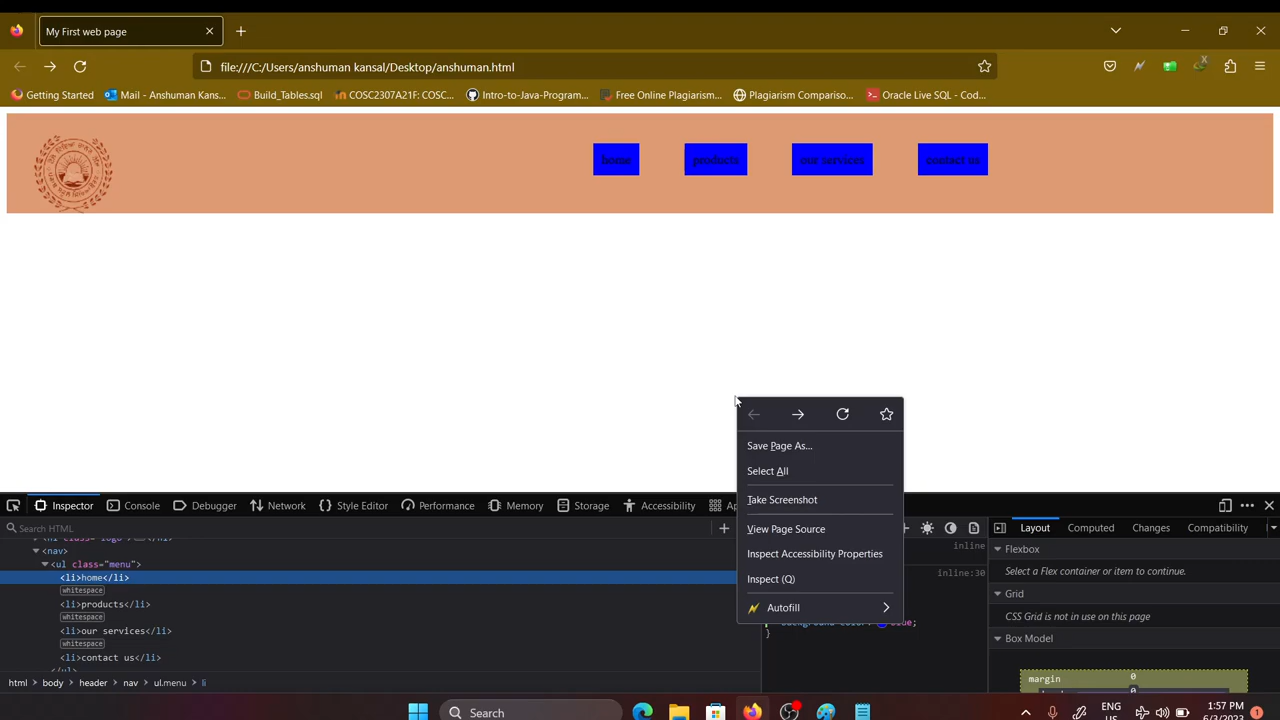 My First web page
file:///C:/Users/anshuman kansal/Desktop/anshuman.html
Getting Started
Mail - Anshuman Kans...
Build_Tables.sql
COSC2307A21F: COSC...
Intro-to-Java-Program...
Free Online Plagiarism...
Plagiarism Compariso...
Oracle Live SQL - Cod...
home
products
our services
contact us
Save Page As...
Select All
Take Screenshot
View Page Source
Inspect Accessibility Properties
Inspect (Q)
Autofill
Inspector
Console
Debugger
Network
Style Editor
Performance
Memory
Storage
Accessibility
Search HTML
Layout
Computed
Changes
Compatibility
<nav>
<ul class="menu">
<li>home</li>
whitespace
<li>products</li>
whitespace
<li>our services</li>
whitespace
<li>contact us</li>
html
body
header
nav
ul.menu
li
inline
inline:30
blue;
}
Flexbox
Select a Flex container or item to continue.
Grid
CSS Grid is not in use on this page
Box Model
margin
0
0
Search
ENG
US
1:57 PM
6/3/2023
1